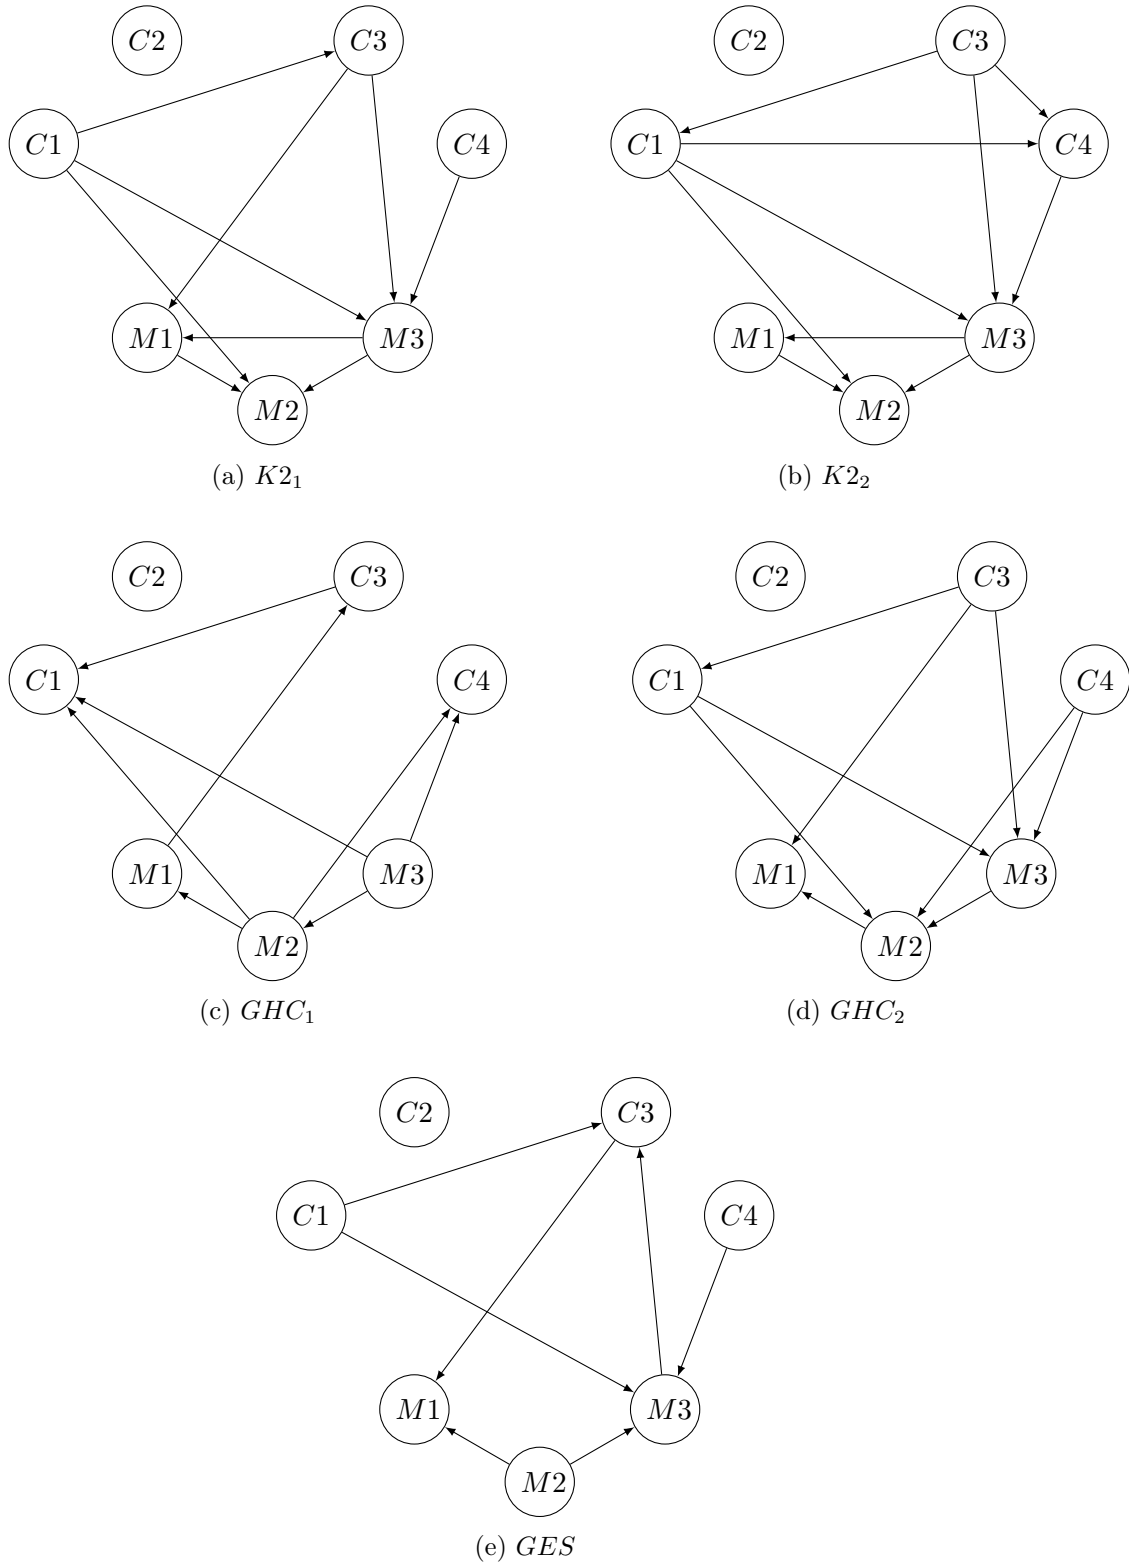 C2 C3 C2 C3
C1 C4 C1 C4
M1 M3 M1 M3
M2 M2
(a) K2₁ (b) K2₂
C2 C3 C2 C3
C1 C4 C1 C4
M1 M3 M1 M3
M2 M2
(c) GHC₁ (d) GHC₂
C2 C3
C1 C4
M1 M3
M2
(e) GES